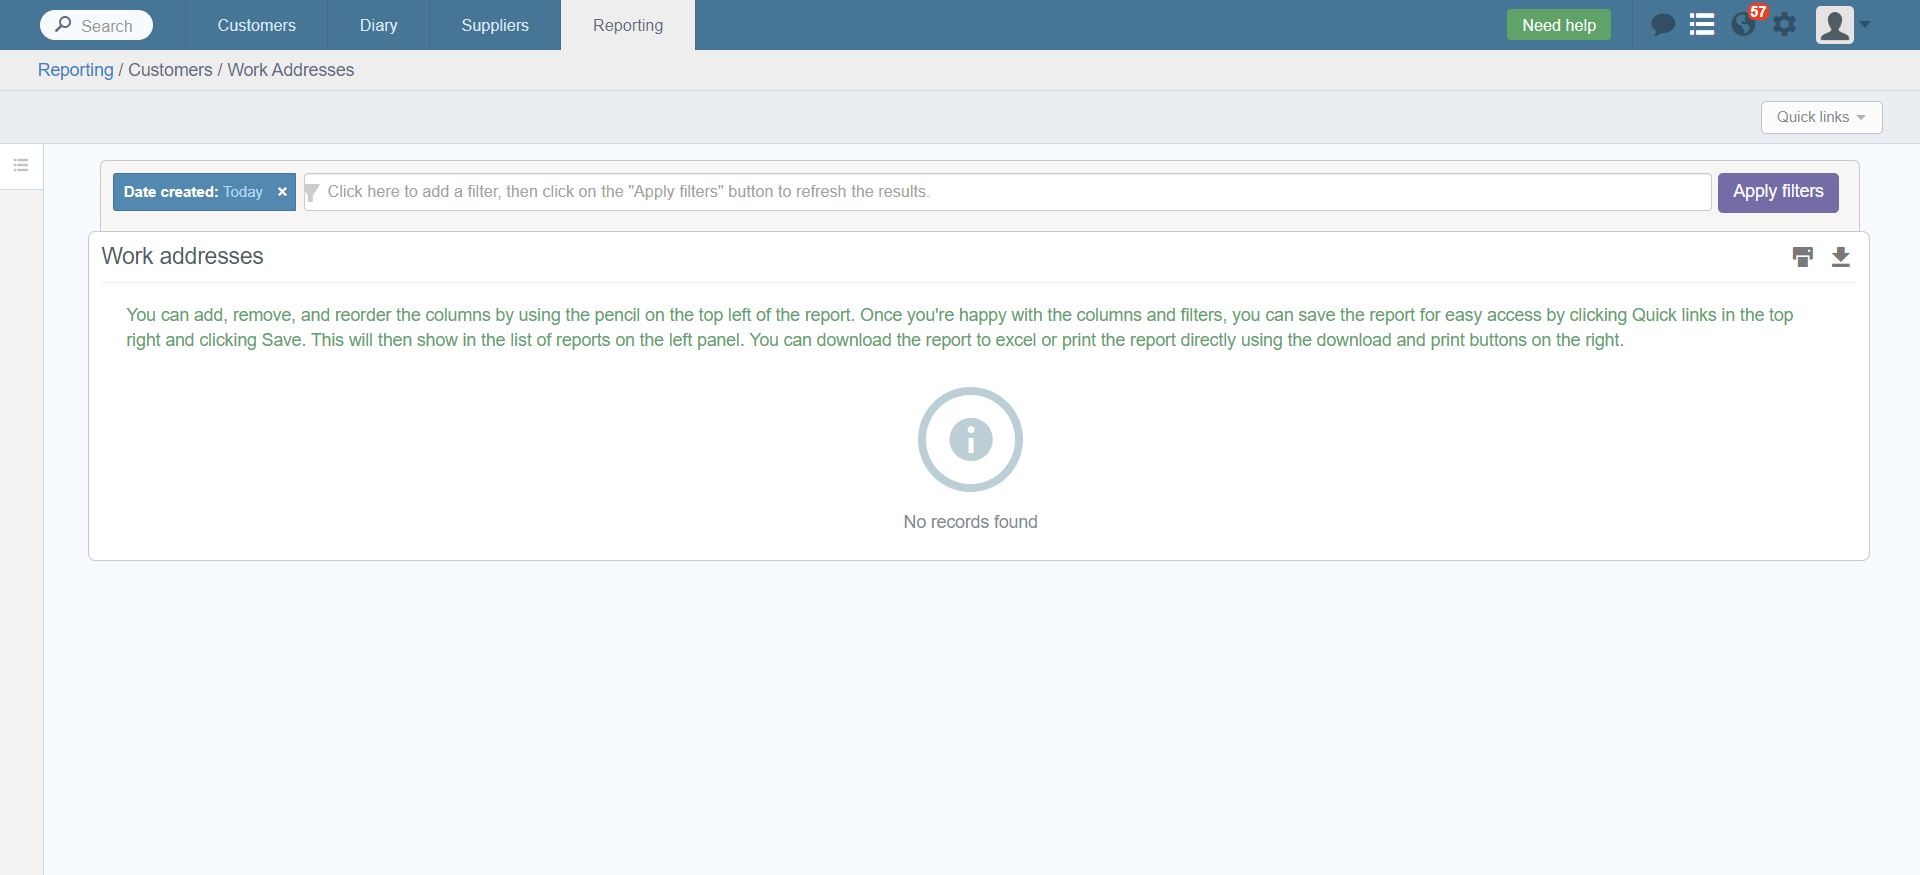 Search
Customers
Diary
Suppliers
Reporting
Need help
57
Reporting / Customers / Work Addresses
Quick links
Date created: Today ×
Click here to add a filter, then click on the "Apply filters" button to refresh the results.
Apply filters
Work addresses
You can add, remove, and reorder the columns by using the pencil on the top left of the report. Once you're happy with the columns and filters, you can save the report for easy access by clicking Quick links in the top
right and clicking Save. This will then show in the list of reports on the left panel. You can download the report to excel or print the report directly using the download and print buttons on the right.
No records found